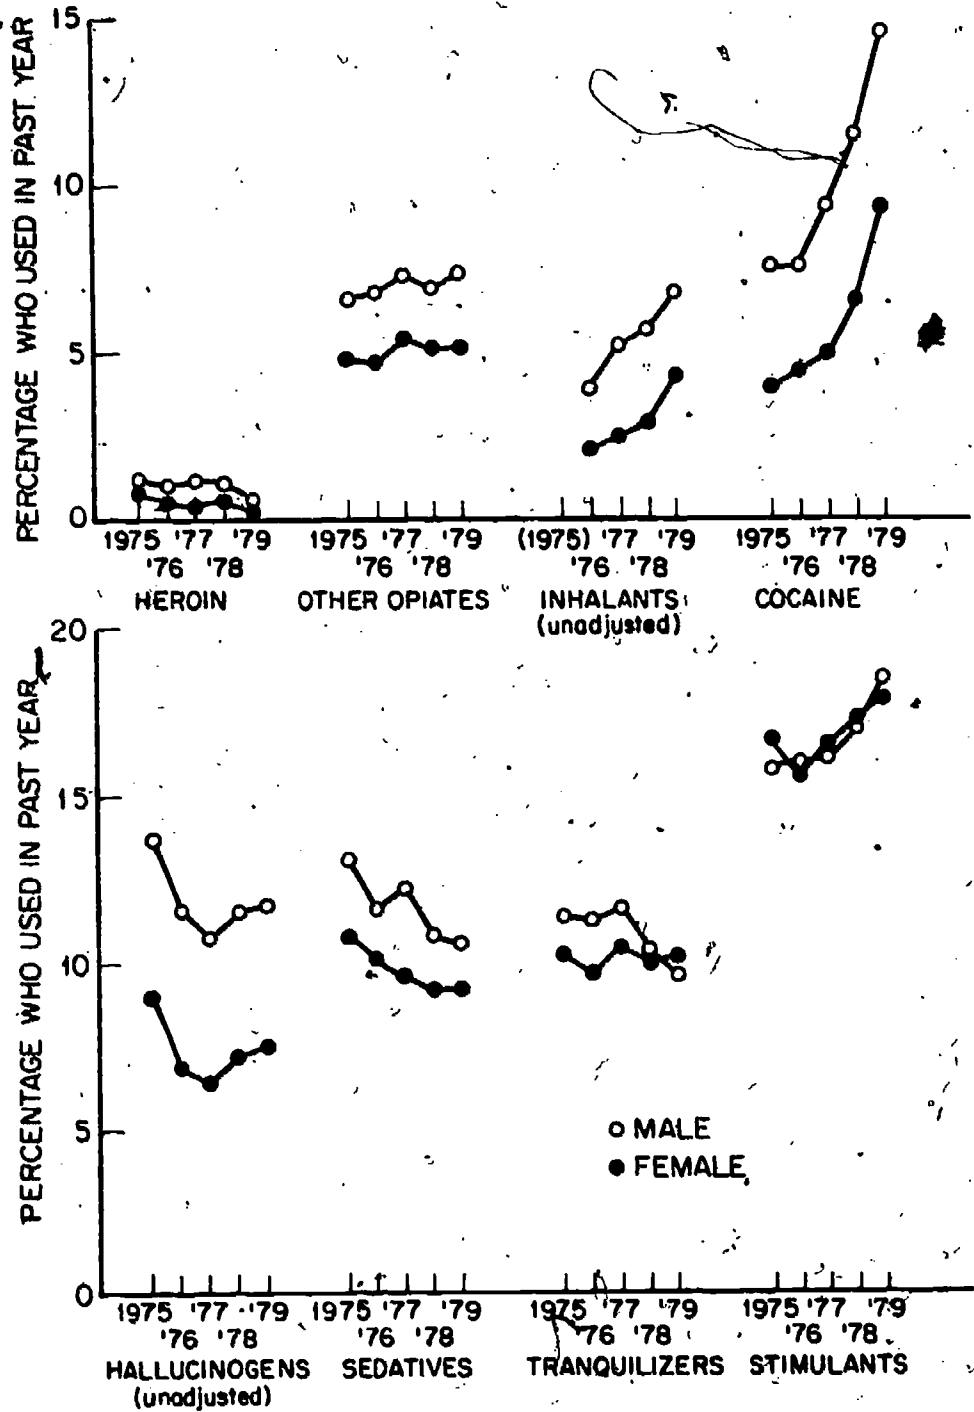 PERCENTAGE WHO USED IN PAST YEAR
15
10
5
0
1975 '77 '79 1975 '77 '79 (1975) '77 '79 1975 '77 '79
'76 '78 '76 '78 '76 '78 '76 '78
HEROIN OTHER OPIATES INHALANTS COCAINE
(unadjusted)
PERCENTAGE WHO USED IN PAST YEAR
20
15
10
5
0
MALE
FEMALE
1975 '77 '79 1975 '77 '79 1975 '77 '79 1975 '77 '79
'76 '78 '76 '78 '76 '78 '76 '78
HALLUCINOGENS SEDATIVES TRANQUILIZERS STIMULANTS
(unadjusted)